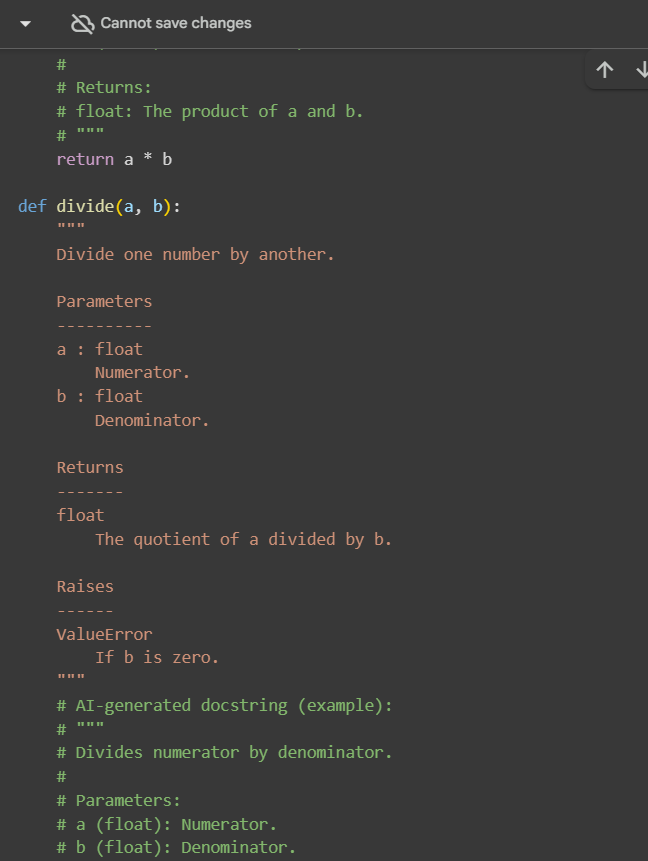 Cannot save changes
#
# Returns:
# float: The product of a and b.
# """
return a * b
def divide(a, b):
"""
Divide one number by another.
Parameters
----------
a : float
Numerator.
b : float
Denominator.
Returns
-------
float
The quotient of a divided by b.
Raises
------
ValueError
If b is zero.
"""
# AI-generated docstring (example):
# """
# Divides numerator by denominator.
#
# Parameters:
# a (float): Numerator.
# b (float): Denominator.